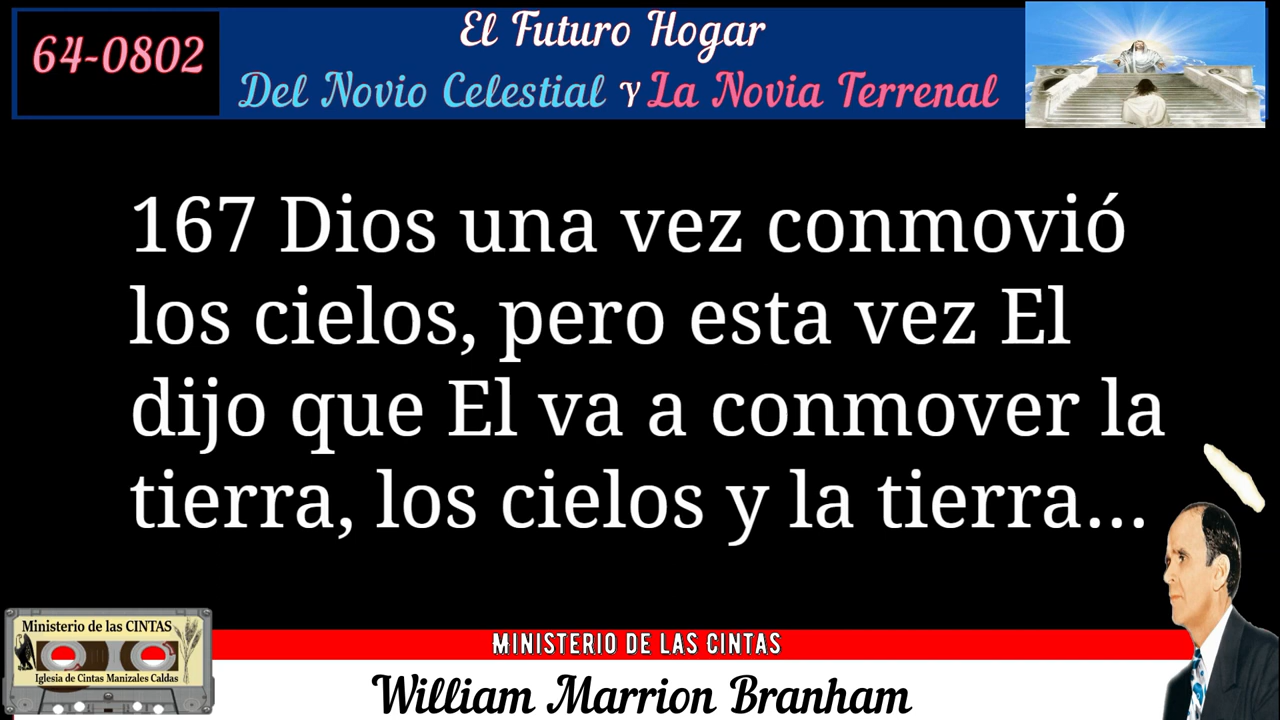 64-0802
El Futuro Hogar
Del Novio Celestial Y La Novia Terrenal
167 Dios una vez conmovió
los cielos, pero esta vez El
dijo que El va a conmover la
tierra, los cielos y la tierra...
Ministerio de las CINTAS
Iglesia de Cintas Manizales Caldas
MINISTERIO DE LAS CINTAS
William Marrion Branham